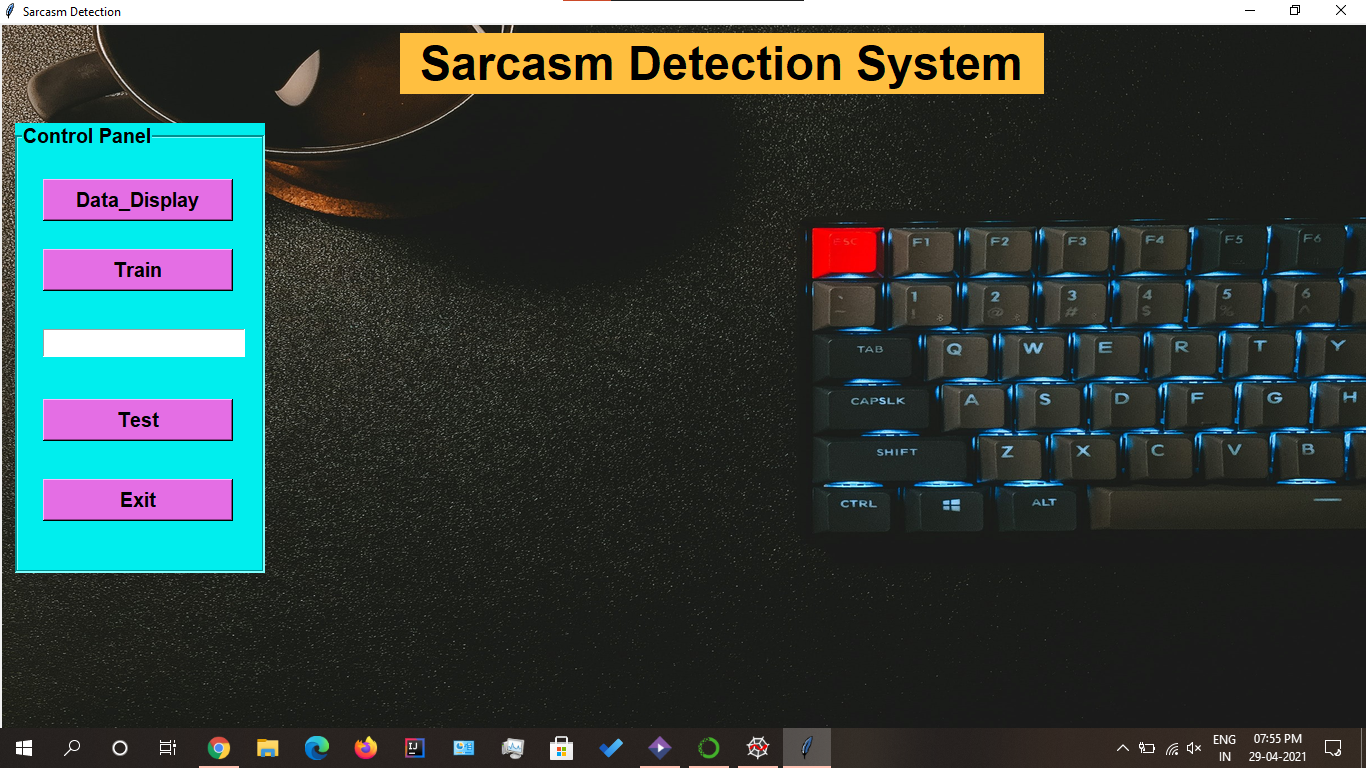 Sarcasm Detection
Sarcasm Detection System
Control Panel
Data_Display
Train
Test
Exit
ESC F1 F2 F3 F4 F5 F6
` 1 2 3 4 5 6
~ ! @ # $ % ^
TAB Q W E R T Y
CAPSLK A S D F G H
SHIFT Z X C V B
CTRL ALT
IJ
ENG
IN
07:55 PM
29-04-2021